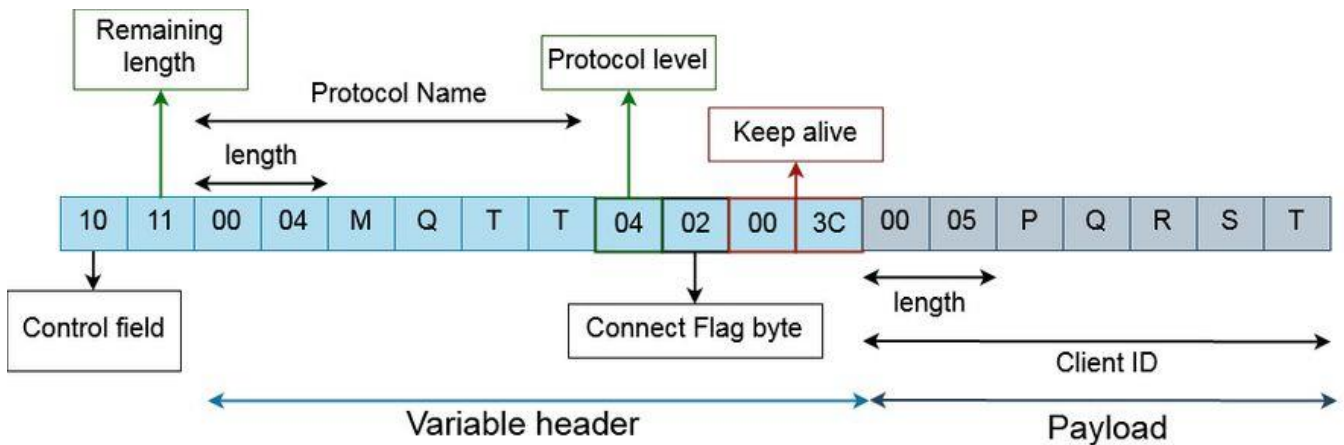 Remaining
length
Protocol Name
Protocol level
Keep alive
length
10 11 00 04 M Q T T 04 02 00 3C 00 05 P Q R S T
Control field
Connect Flag byte
length
Client ID
Variable header
Payload